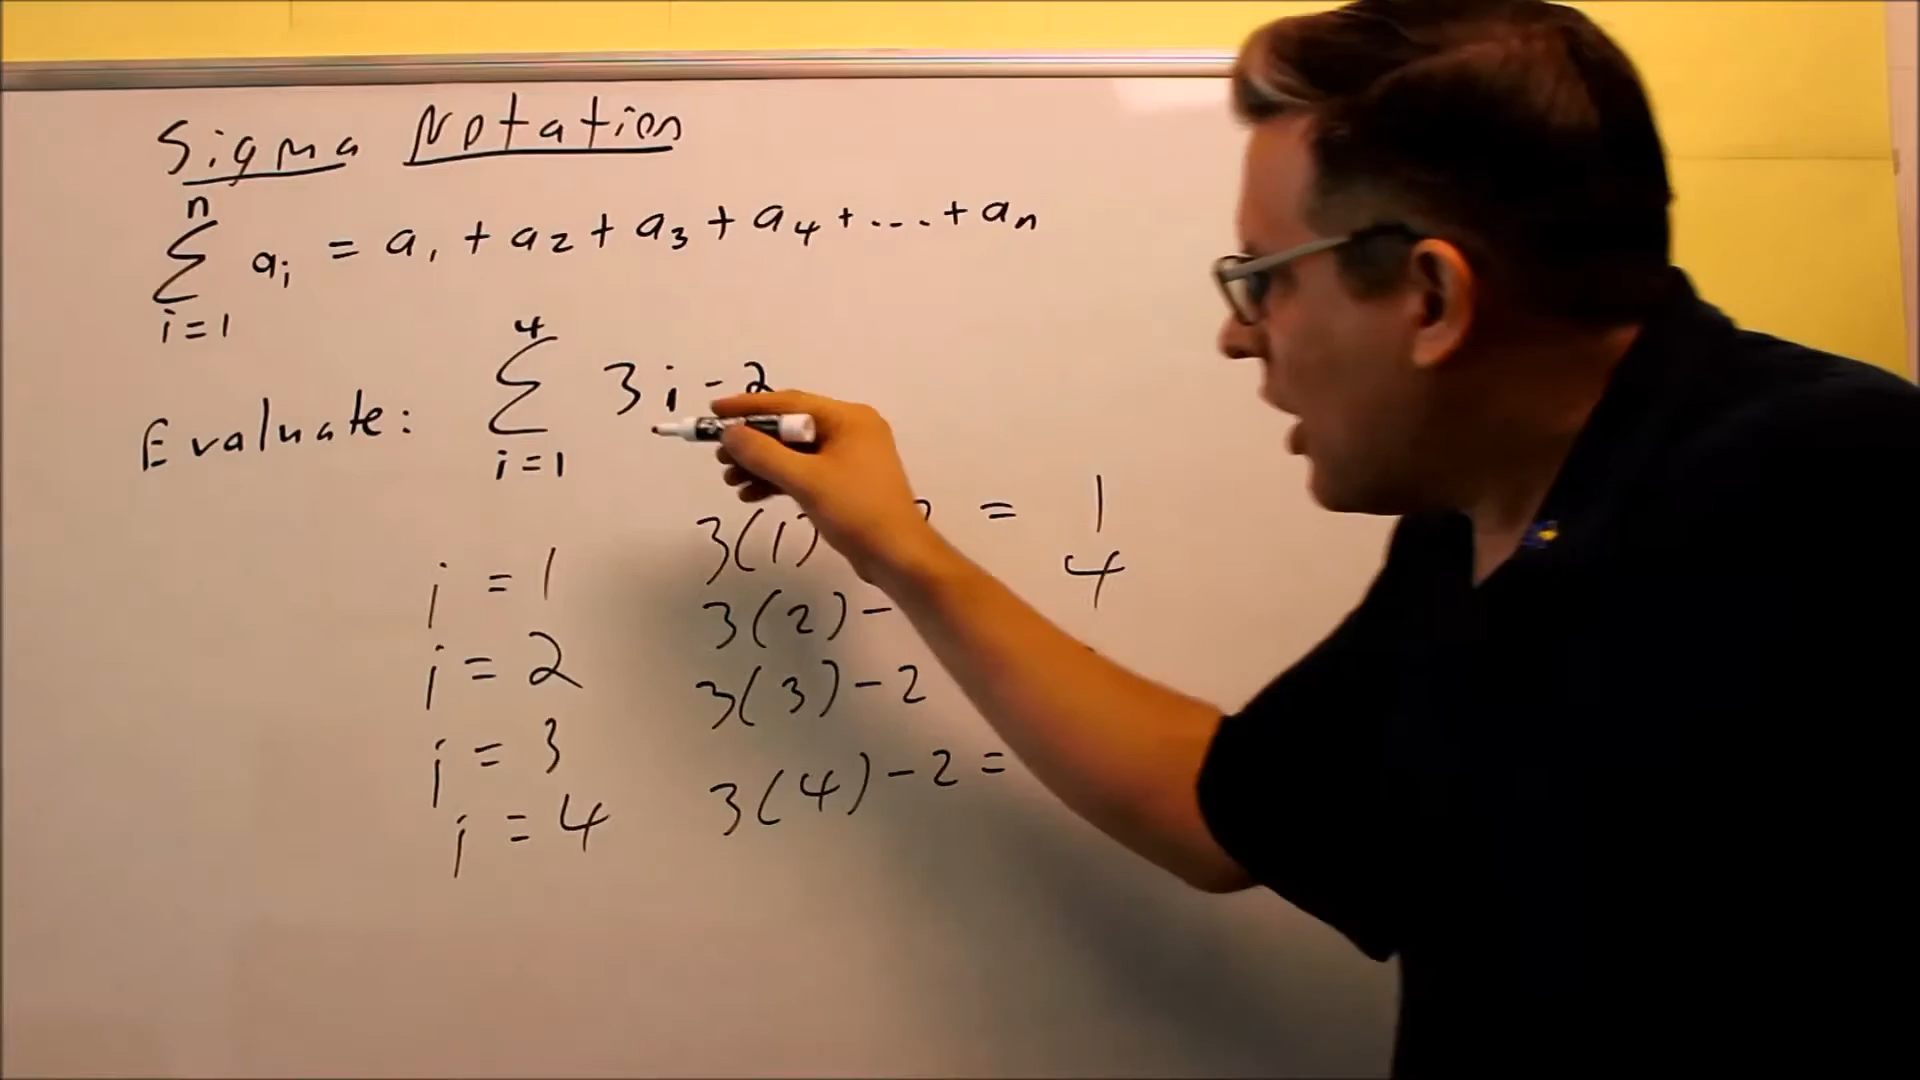 Sigma Notation
n
∑ aᵢ = a₁ + a₂ + a₃ + a₄ + ... + aₙ
i = 1
4
Evaluate: ∑ 3i - 2
i = 1
i = 1 3(1) = 1
i = 2 3(2) - 4
i = 3 3(3) - 2
i = 4 3(4) - 2 =